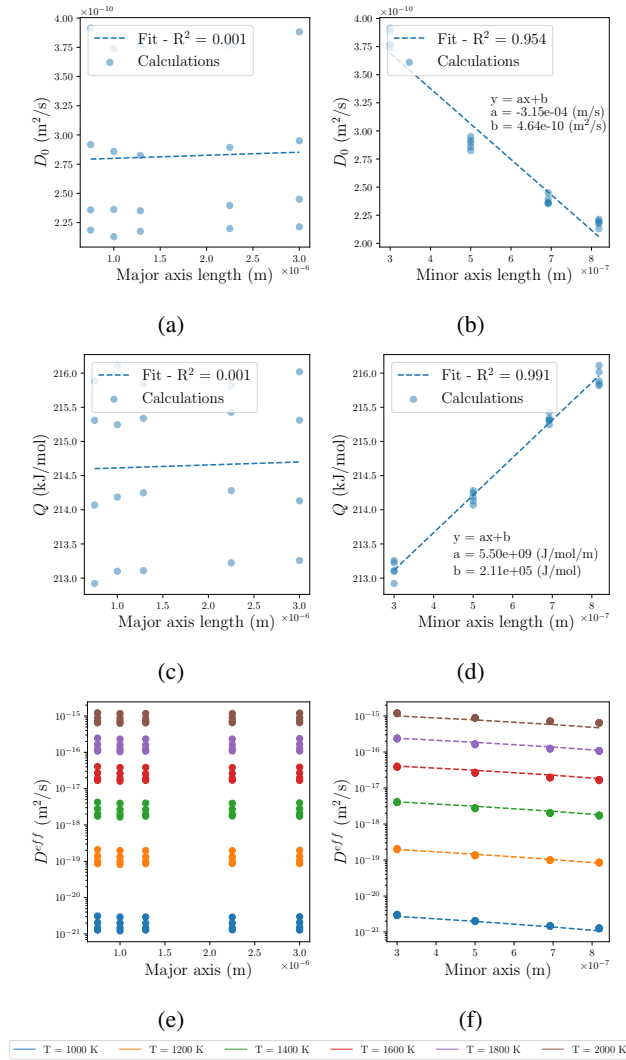 ×10⁻¹⁰
4.00
3.75
3.50
3.25
3.00
2.75
2.50
2.25
D₀ (m²/s)
Fit - R² = 0.001
Calculations
1.0 1.5 2.0 2.5 3.0
Major axis length (m) ×10⁻⁶
(a)
×10⁻¹⁰
4.00
3.75
3.50
3.25
3.00
2.75
2.50
2.25
2.00
D₀ (m²/s)
Fit - R² = 0.954
Calculations
y = ax+b
a = -3.15e-04 (m/s)
b = 4.64e-10 (m²/s)
3 4 5 6 7 8
Minor axis length (m) ×10⁻⁷
(b)
216.0
215.5
215.0
214.5
214.0
213.5
213.0
Q (kJ/mol)
Fit - R² = 0.001
Calculations
1.0 1.5 2.0 2.5 3.0
Major axis length (m) ×10⁻⁶
(c)
216.0
215.5
215.0
214.5
214.0
213.5
213.0
Q (kJ/mol)
Fit - R² = 0.991
Calculations
y = ax+b
a = 5.50e+09 (J/mol/m)
b = 2.11e+05 (J/mol)
3 4 5 6 7 8
Minor axis length (m) ×10⁻⁷
(d)
10⁻¹⁵
10⁻¹⁶
10⁻¹⁷
10⁻¹⁸
10⁻¹⁹
10⁻²⁰
10⁻²¹
D^{eff} (m²/s)
1.0 1.5 2.0 2.5 3.0
Major axis (m) ×10⁻⁶
(e)
10⁻¹⁵
10⁻¹⁶
10⁻¹⁷
10⁻¹⁸
10⁻¹⁹
10⁻²⁰
10⁻²¹
D^{eff} (m²/s)
3 4 5 6 7 8
Minor axis (m) ×10⁻⁷
(f)
T = 1000 K T = 1200 K T = 1400 K T = 1600 K T = 1800 K T = 2000 K